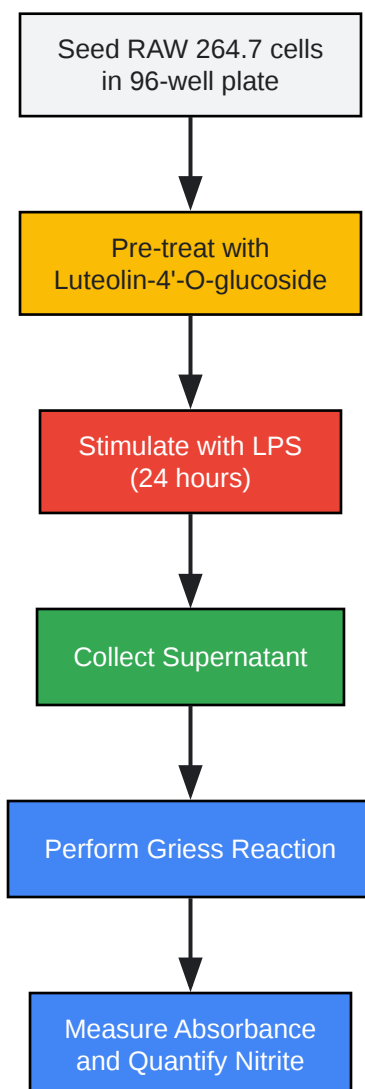 Seed RAW 264.7 cells
in 96-well plate
Pre-treat with
Luteolin-4'-O-glucoside
Stimulate with LPS
(24 hours)
Collect Supernatant
Perform Griess Reaction
Measure Absorbance
and Quantify Nitrite